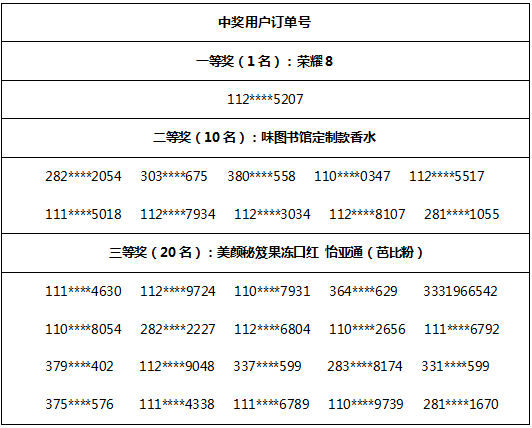 中奖用户订单号
一等奖（1 名）：荣耀 8
112****5207
二等奖（10 名）：味图书馆定制款香水
282****2054 303****675 380****558 110****0347 112****5517
111****5018 112****7934 112****3034 112****8107 281****1055
三等奖（20 名）：美颜秘笈果冻口红 怡亚通（芭比粉）
111****4630 112****9724 110****7931 364****629 3331966542
110****8054 282****2227 112****6804 110****2656 111****6792
379****402 112****9048 337****599 283****8174 331****599
375****576 111****4338 111****6789 110****9739 281****1670